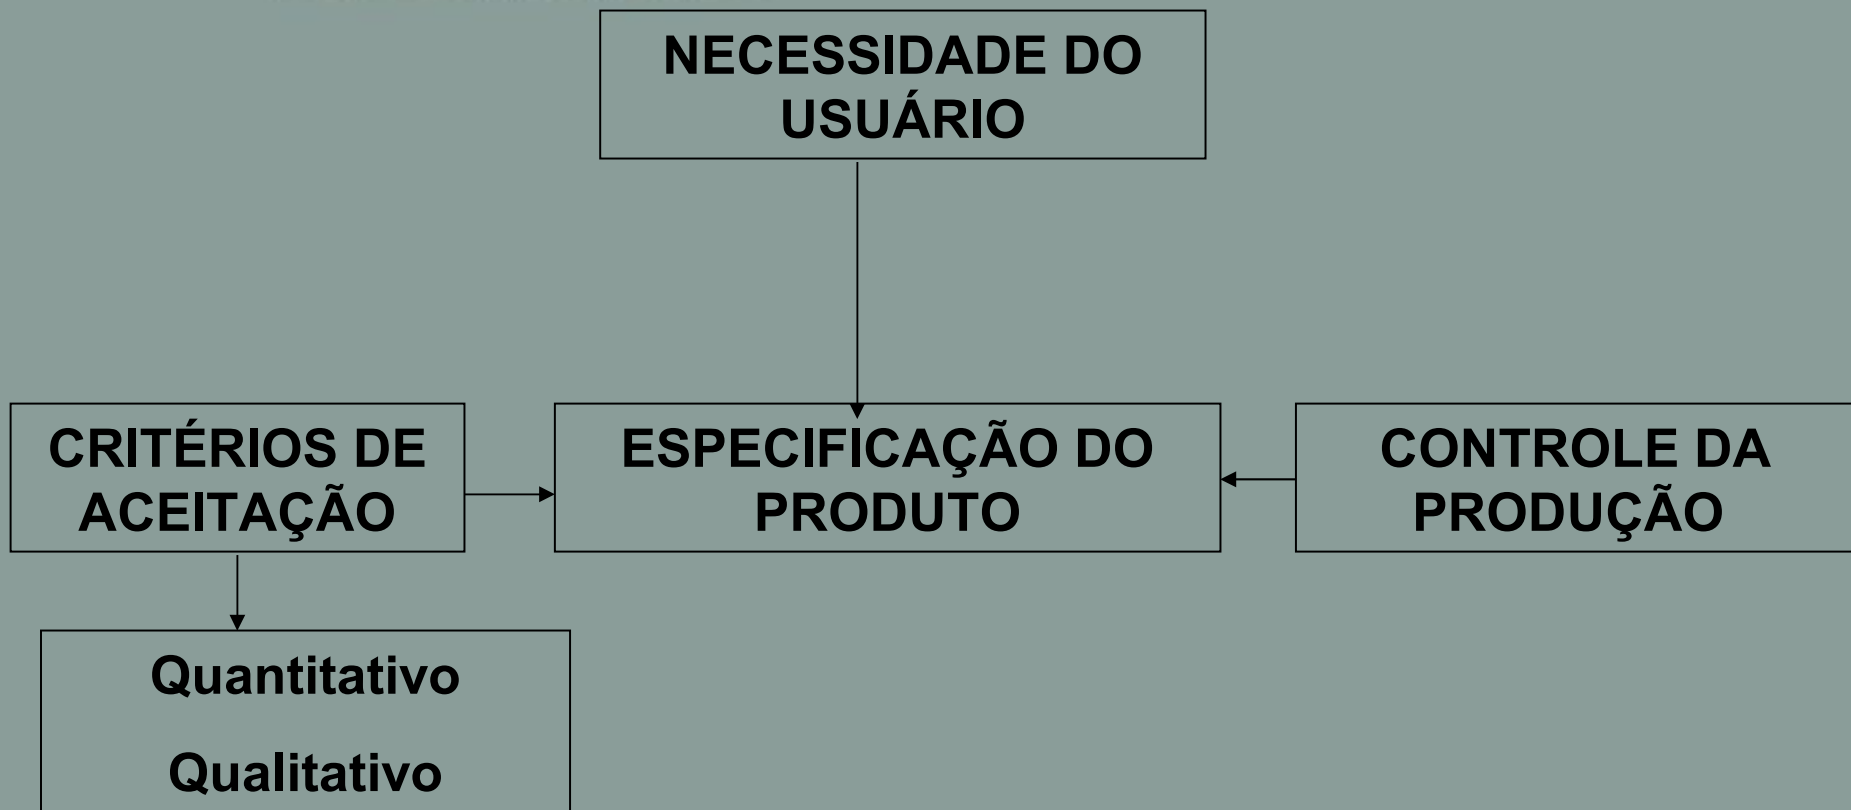 NECESSIDADE DO
USUÁRIO
CRITÉRIOS DE
ACEITAÇÃO
ESPECIFICAÇÃO DO
PRODUTO
CONTROLE DA
PRODUÇÃO
Quantitativo
Qualitativo